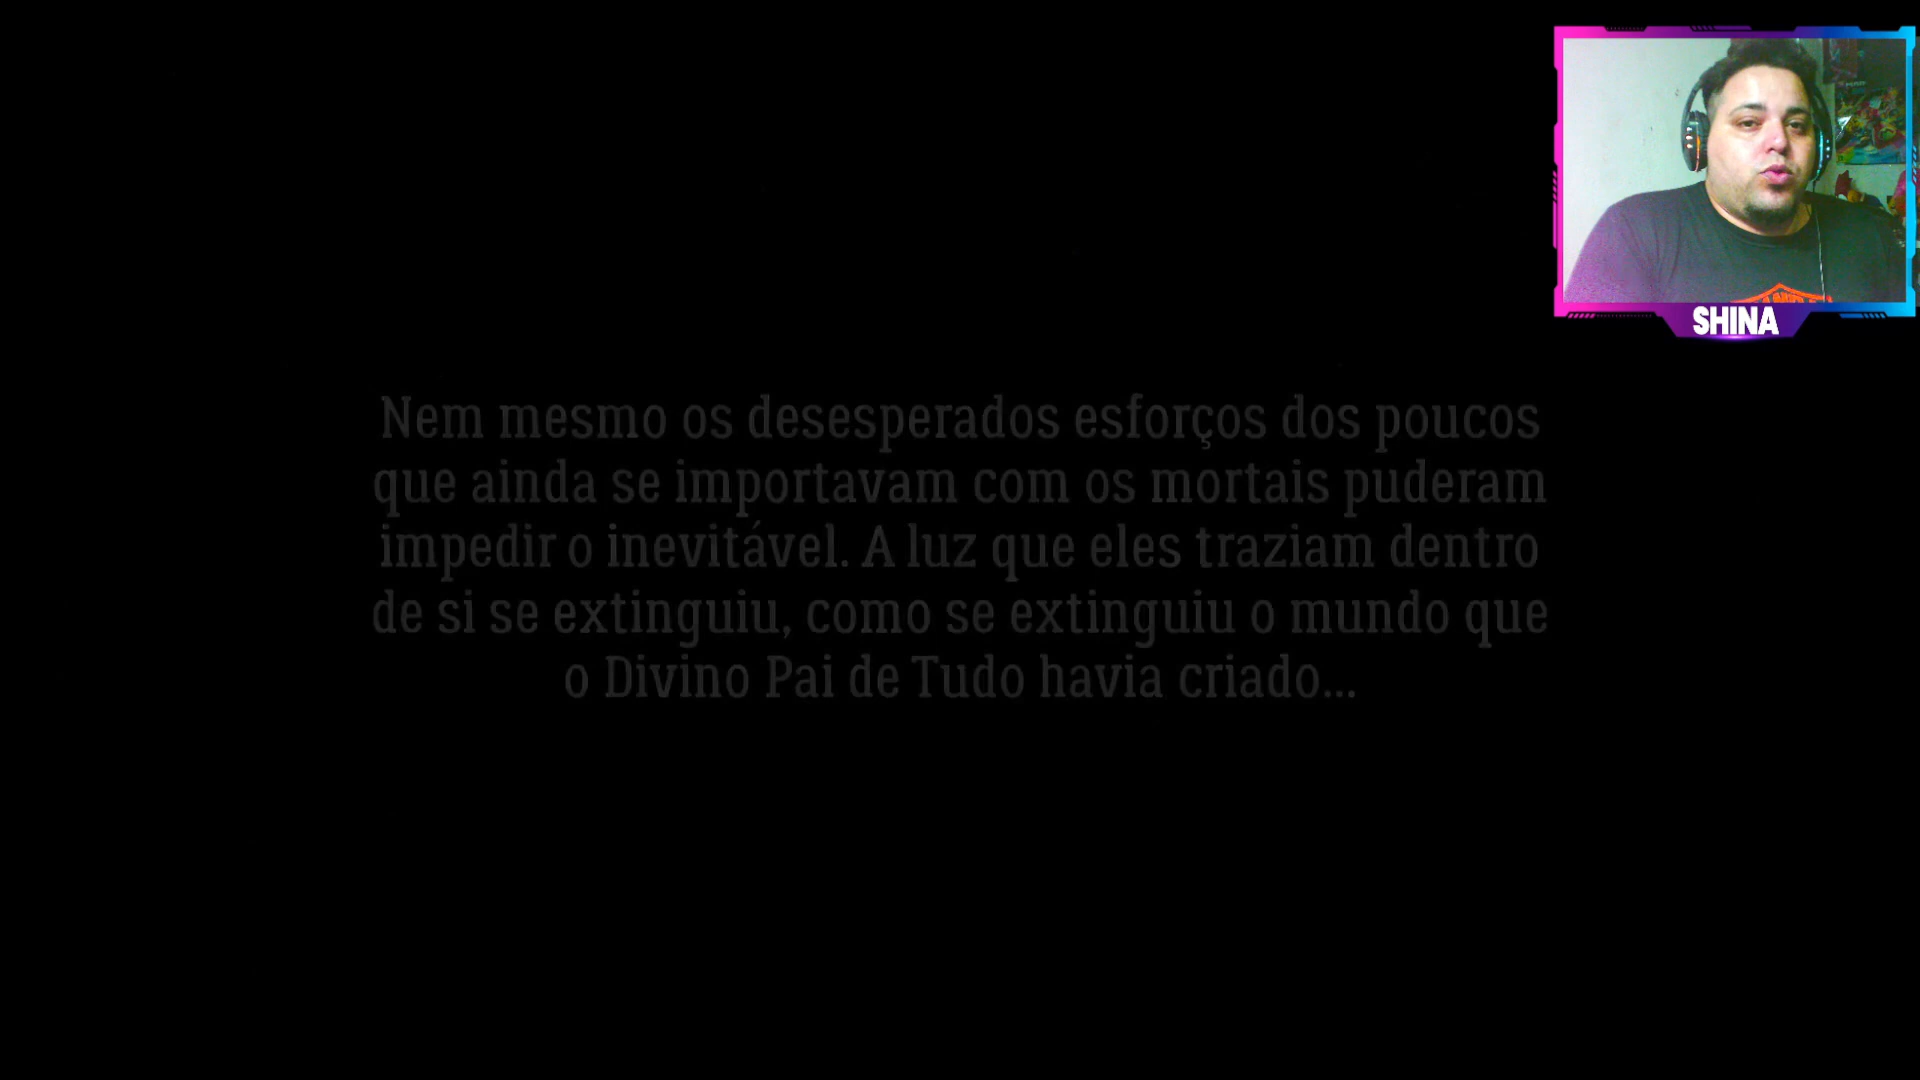 SHINA
Nem mesmo os desesperados esforços dos poucos
que ainda se importavam com os mortais puderam
impedir o inevitável. A luz que eles traziam dentro
de si se extinguiu, como se extinguiu o mundo que
o Divino Pai de Tudo havia criado...